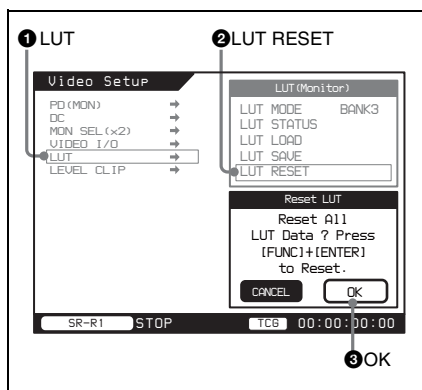 ❶LUT
❷LUT RESET
Video Setup
PD(MON) ➡
DC ➡
MON SEL(x2) ➡
VIDEO I/O ➡
LUT ➡
LEVEL CLIP ➡
LUT(Monitor)
LUT MODE BANK3
LUT STATUS
LUT LOAD
LUT SAVE
LUT RESET
Reset LUT
Reset All
LUT Data ? Press
[FUNC]+[ENTER]
to Reset.
CANCEL OK
SR-R1 STOP TCG 00:00:00:00
❸OK